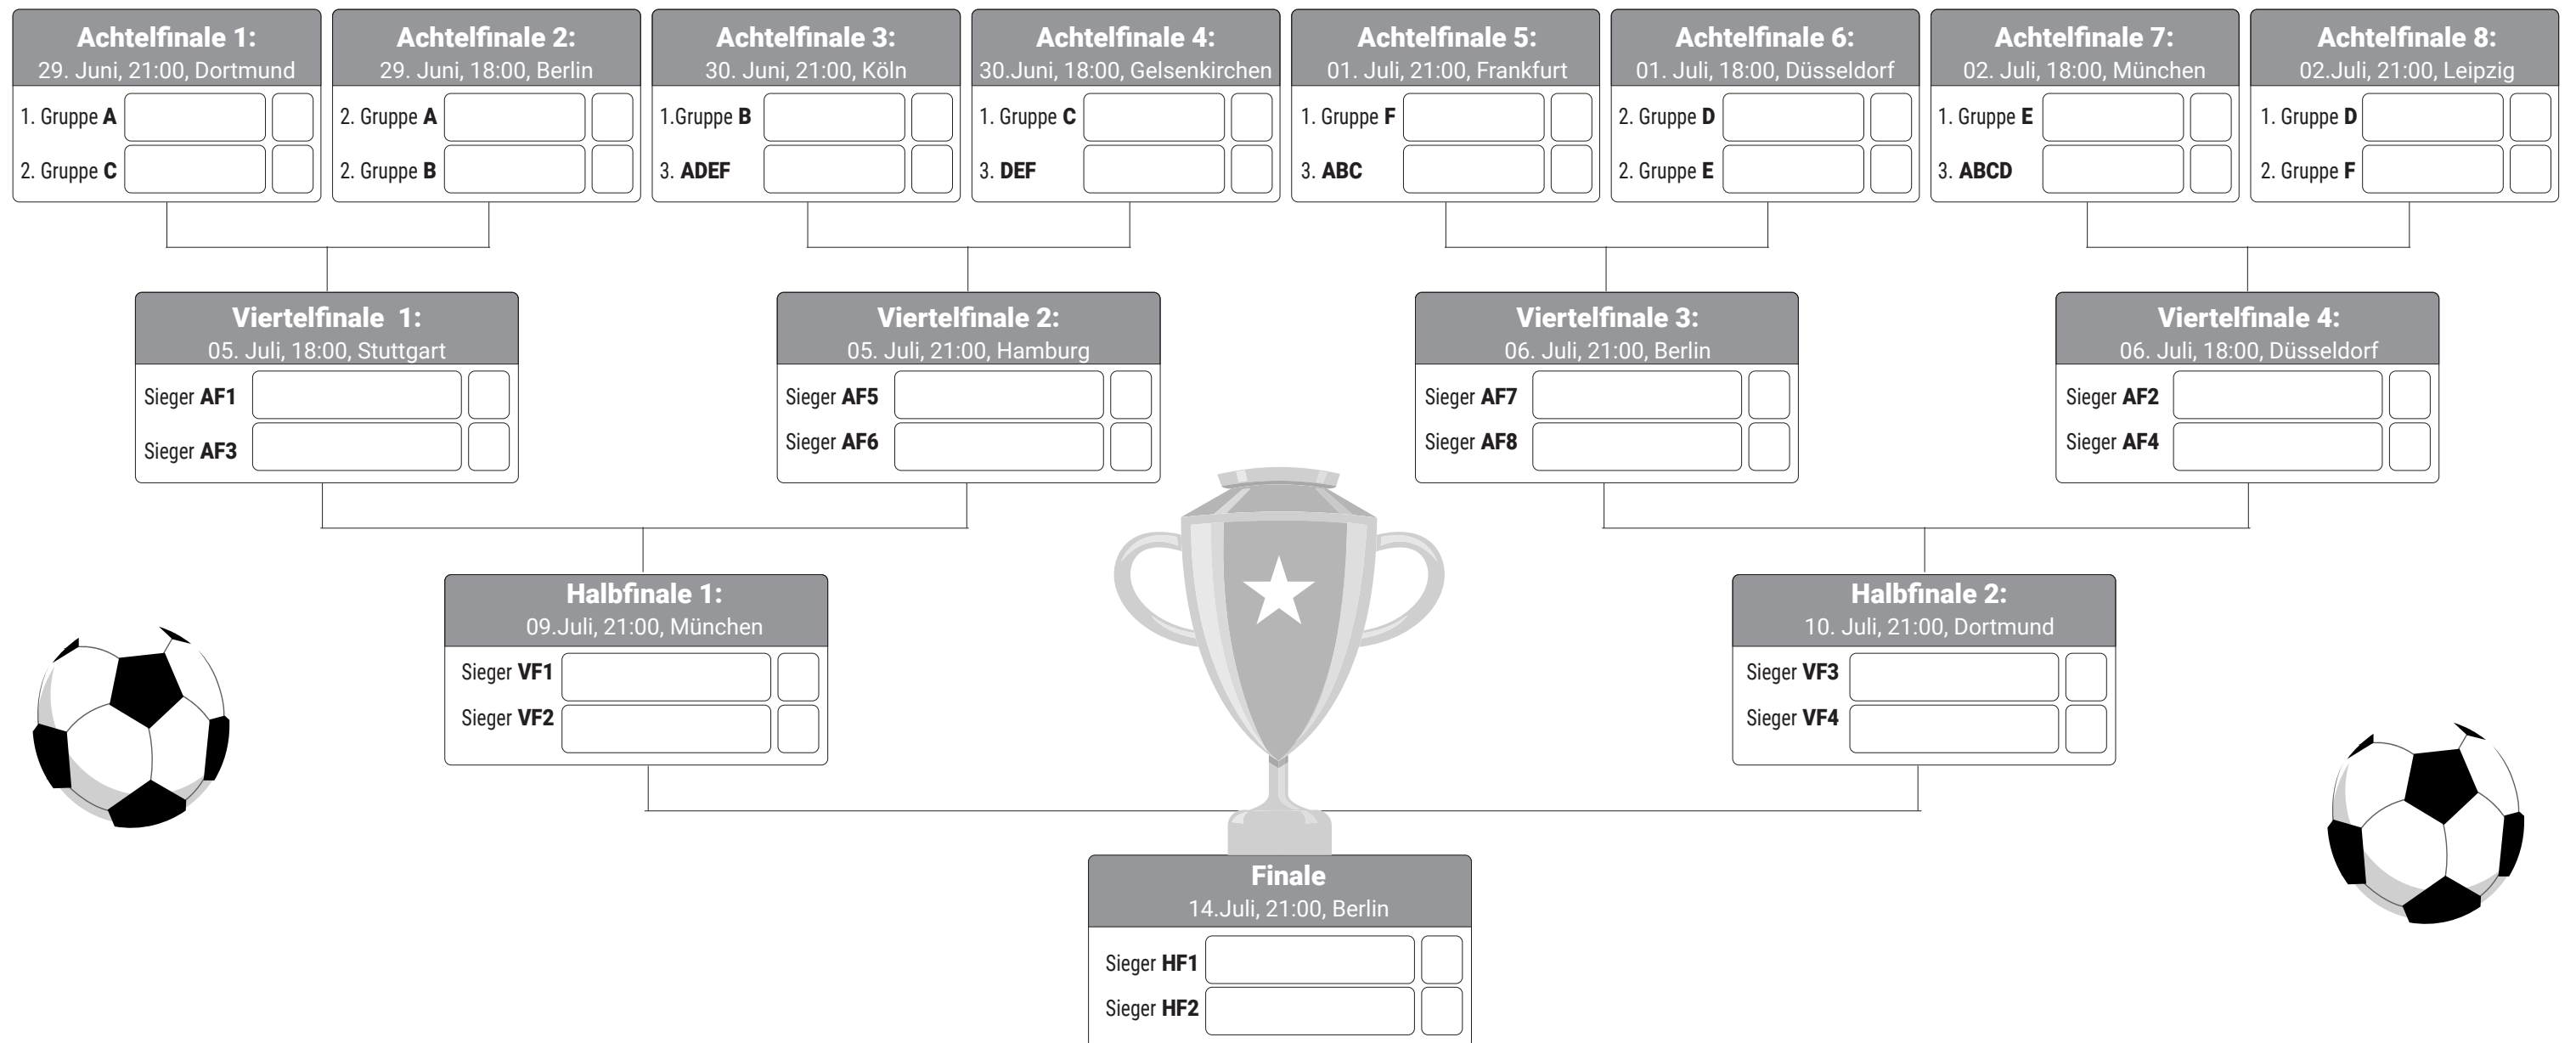 Achtelfinale 1:
29. Juni, 21:00, Dortmund
1. Gruppe A
2. Gruppe C
Achtelfinale 2:
29. Juni, 18:00, Berlin
2. Gruppe A
2. Gruppe B
Achtelfinale 3:
30. Juni, 21:00, Köln
1.Gruppe B
3. ADEF
Achtelfinale 4:
30.Juni, 18:00, Gelsenkirchen
1. Gruppe C
3. DEF
Achtelfinale 5:
01. Juli, 21:00, Frankfurt
1. Gruppe F
3. ABC
Achtelfinale 6:
01. Juli, 18:00, Düsseldorf
2. Gruppe D
2. Gruppe E
Achtelfinale 7:
02. Juli, 18:00, München
1. Gruppe E
3. ABCD
Achtelfinale 8:
02.Juli, 21:00, Leipzig
1. Gruppe D
2. Gruppe F
Viertelfinale 1:
05. Juli, 18:00, Stuttgart
Sieger AF1
Sieger AF3
Viertelfinale 2:
05. Juli, 21:00, Hamburg
Sieger AF5
Sieger AF6
Viertelfinale 3:
06. Juli, 21:00, Berlin
Sieger AF7
Sieger AF8
Viertelfinale 4:
06. Juli, 18:00, Düsseldorf
Sieger AF2
Sieger AF4
Halbfinale 1:
09.Juli, 21:00, München
Sieger VF1
Sieger VF2
Halbfinale 2:
10. Juli, 21:00, Dortmund
Sieger VF3
Sieger VF4
Finale
14.Juli, 21:00, Berlin
Sieger HF1
Sieger HF2